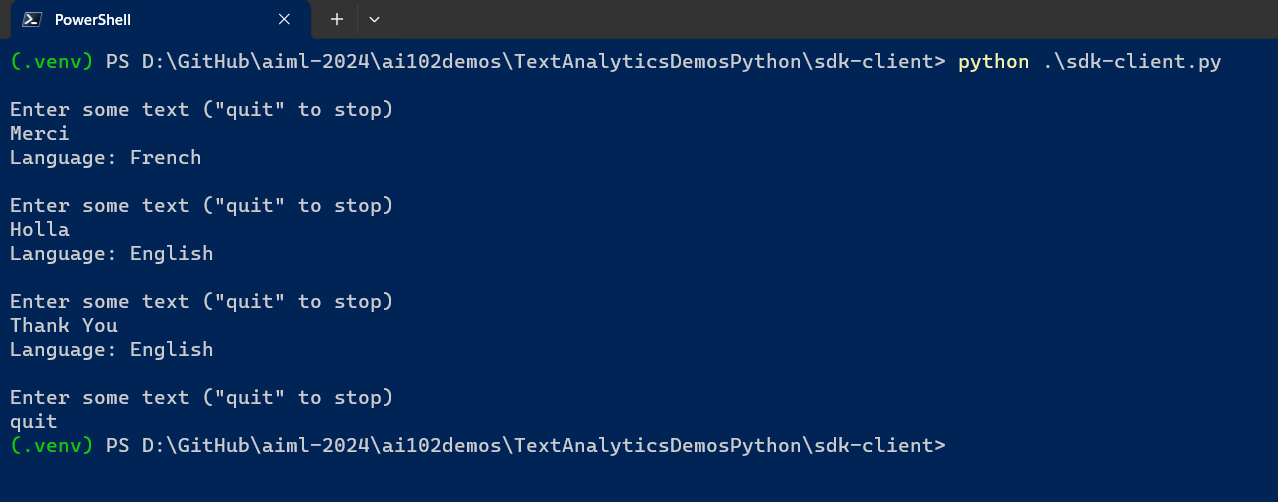 PowerShell
(.venv) PS D:\GitHub\aiml-2024\ai102demos\TextAnalyticsDemosPython\sdk-client> python .\sdk-client.py
Enter some text ("quit" to stop)
Merci
Language: French
Enter some text ("quit" to stop)
Holla
Language: English
Enter some text ("quit" to stop)
Thank You
Language: English
Enter some text ("quit" to stop)
quit
(.venv) PS D:\GitHub\aiml-2024\ai102demos\TextAnalyticsDemosPython\sdk-client>